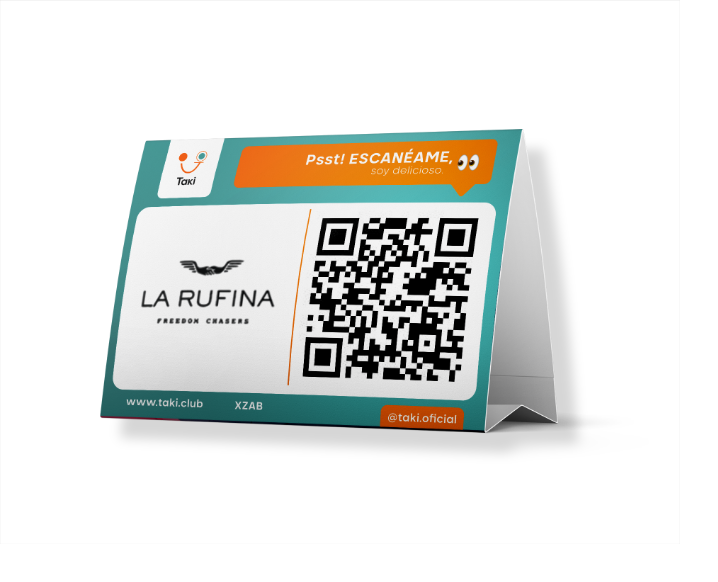 Taki
Psst! ESCANÉAME,
soy delicioso.
LA RUFINA
FREEDOM CHASERS
www.taki.club
XZAB
@taki.oficial